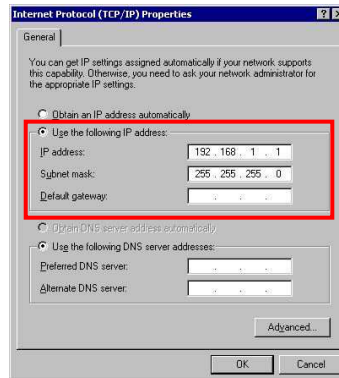 Internet Protocol (TCP/IP) Properties
General
You can get IP settings assigned automatically if your network supports
this capability. Otherwise, you need to ask your network administrator for
the appropriate IP settings.
Obtain an IP address automatically
Use the following IP address:
IP address: 192 . 168 . 1 . 1
Subnet mask: 255 . 255 . 255 . 0
Default gateway: . . .
Obtain DNS server address automatically
Use the following DNS server addresses:
Preferred DNS server: . . .
Alternate DNS server: . . .
Advanced...
OK Cancel